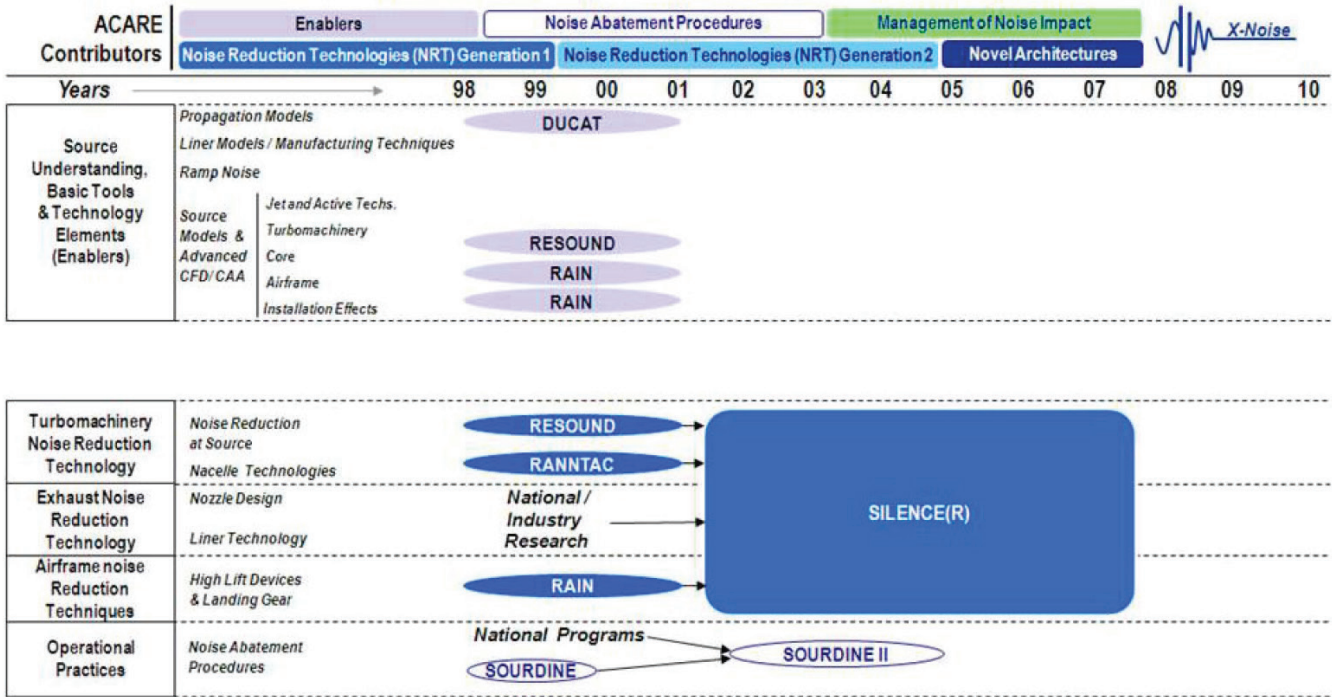 ACARE
Contributors
Enablers
Noise Abatement Procedures
Management of Noise Impact
Noise Reduction Technologies (NRT) Generation 1
Noise Reduction Technologies (NRT) Generation 2
Novel Architectures
X-Noise
Years
98 99 00 01 02 03 04 05 06 07 08 09 10
Source
Understanding,
Basic Tools
& Technology
Elements
(Enablers)
Propagation Models
Liner Models / Manufacturing Techniques
Ramp Noise
Source
Models &
Advanced
CFD/CAA
Jet and Active Techs.
Turbomachinery
Core
Airframe
Installation Effects
DUCAT
RESOUND
RAIN
RAIN
Turbomachinery
Noise Reduction
Technology
Noise Reduction
at Source
Nacelle Technologies
RESOUND
RANNTAC
Exhaust Noise
Reduction
Technology
Nozzle Design
Liner Technology
National /
Industry
Research
SILENCE(R)
Airframe noise
Reduction
Techniques
High Lift Devices
& Landing Gear
RAIN
Operational
Practices
Noise Abatement
Procedures
National Programs
SOURDINE
SOURDINE II